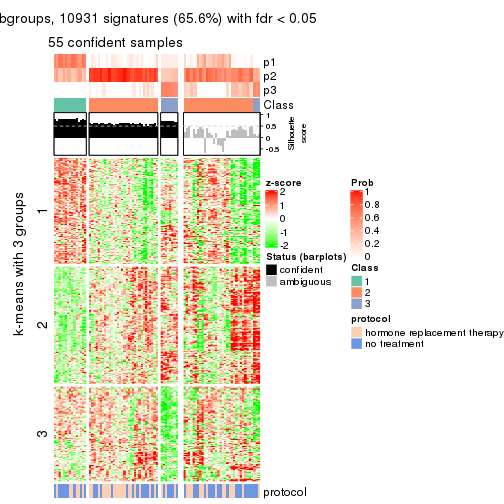 bgroups, 10931 signatures (65.6%) with fdr < 0.05
55 confident samples
p1
p2
p3
Class
1
0.5
0
-0.5
Silhouette
score
k-means with 3 groups
1
2
3
z-score
2
1
0
-1
-2
Status (barplots)
confident
ambiguous
Prob
1
0.8
0.6
0.4
0.2
0
Class
1
2
3
protocol
hormone replacement therapy
no treatment
protocol